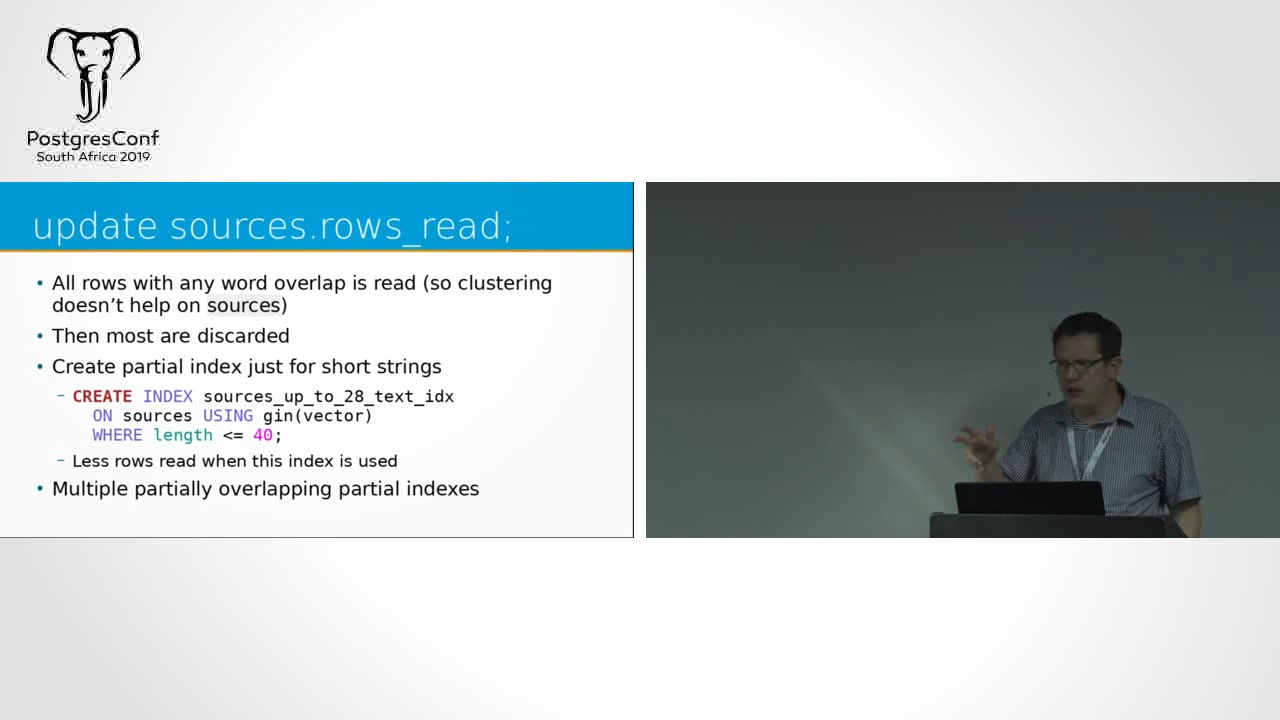 PostgresConf
South Africa 2019
update sources.rows_read;
• All rows with any word overlap is read (so clustering
doesn’t help on sources)
• Then most are discarded
• Create partial index just for short strings
– CREATE INDEX sources_up_to_28_text_idx
ON sources USING gin(vector)
WHERE length <= 40;
– Less rows read when this index is used
• Multiple partially overlapping partial indexes